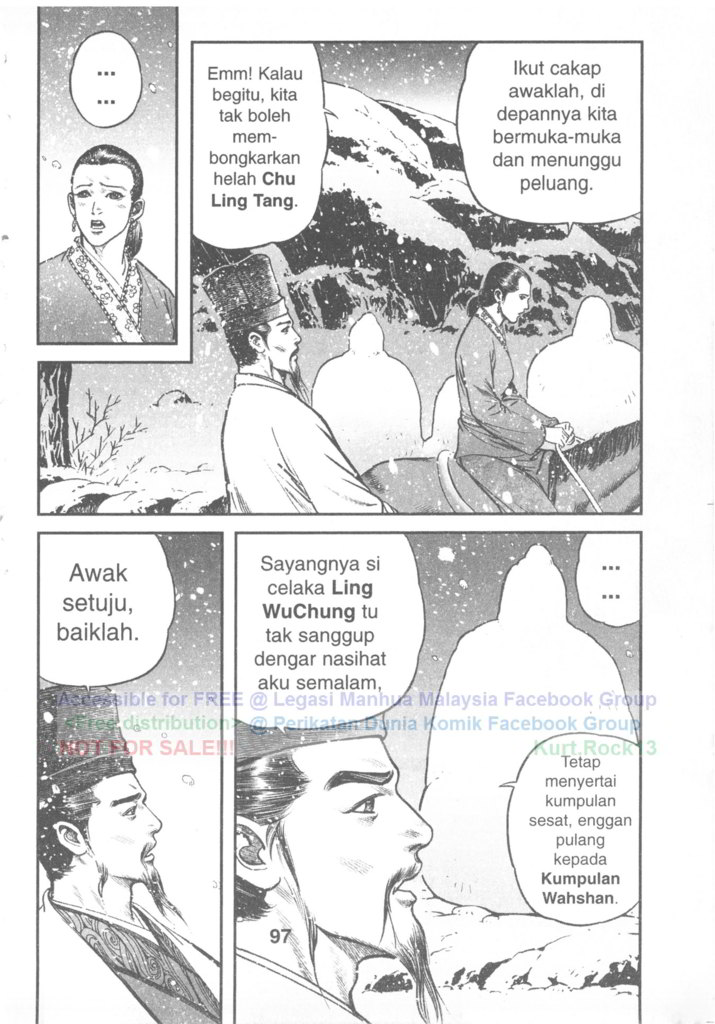 ...
...
Emm! Kalau
begitu, kita
tak boleh
mem-
bongkarkan
helah Chu
Ling Tang.
Ikut cakap
awaklah, di
depannya kita
bermuka-muka
dan menunggu
peluang.
Awak
setuju,
baiklah.
Sayangnya si
celaka Ling
WuChung tu
tak sanggup
dengar nasihat
aku semalam,
...
...
Tetap
menyertai
kumpulan
sesat, enggan
pulang
kepada
Kumpulan
Wahshan.
Accessible for FREE @ Legasi Manhua Malaysia Facebook Group
<Free distribution> @ Perikatan Dunia Komik Facebook Group
NOT FOR SALE!!! Kurt.Rock13
97